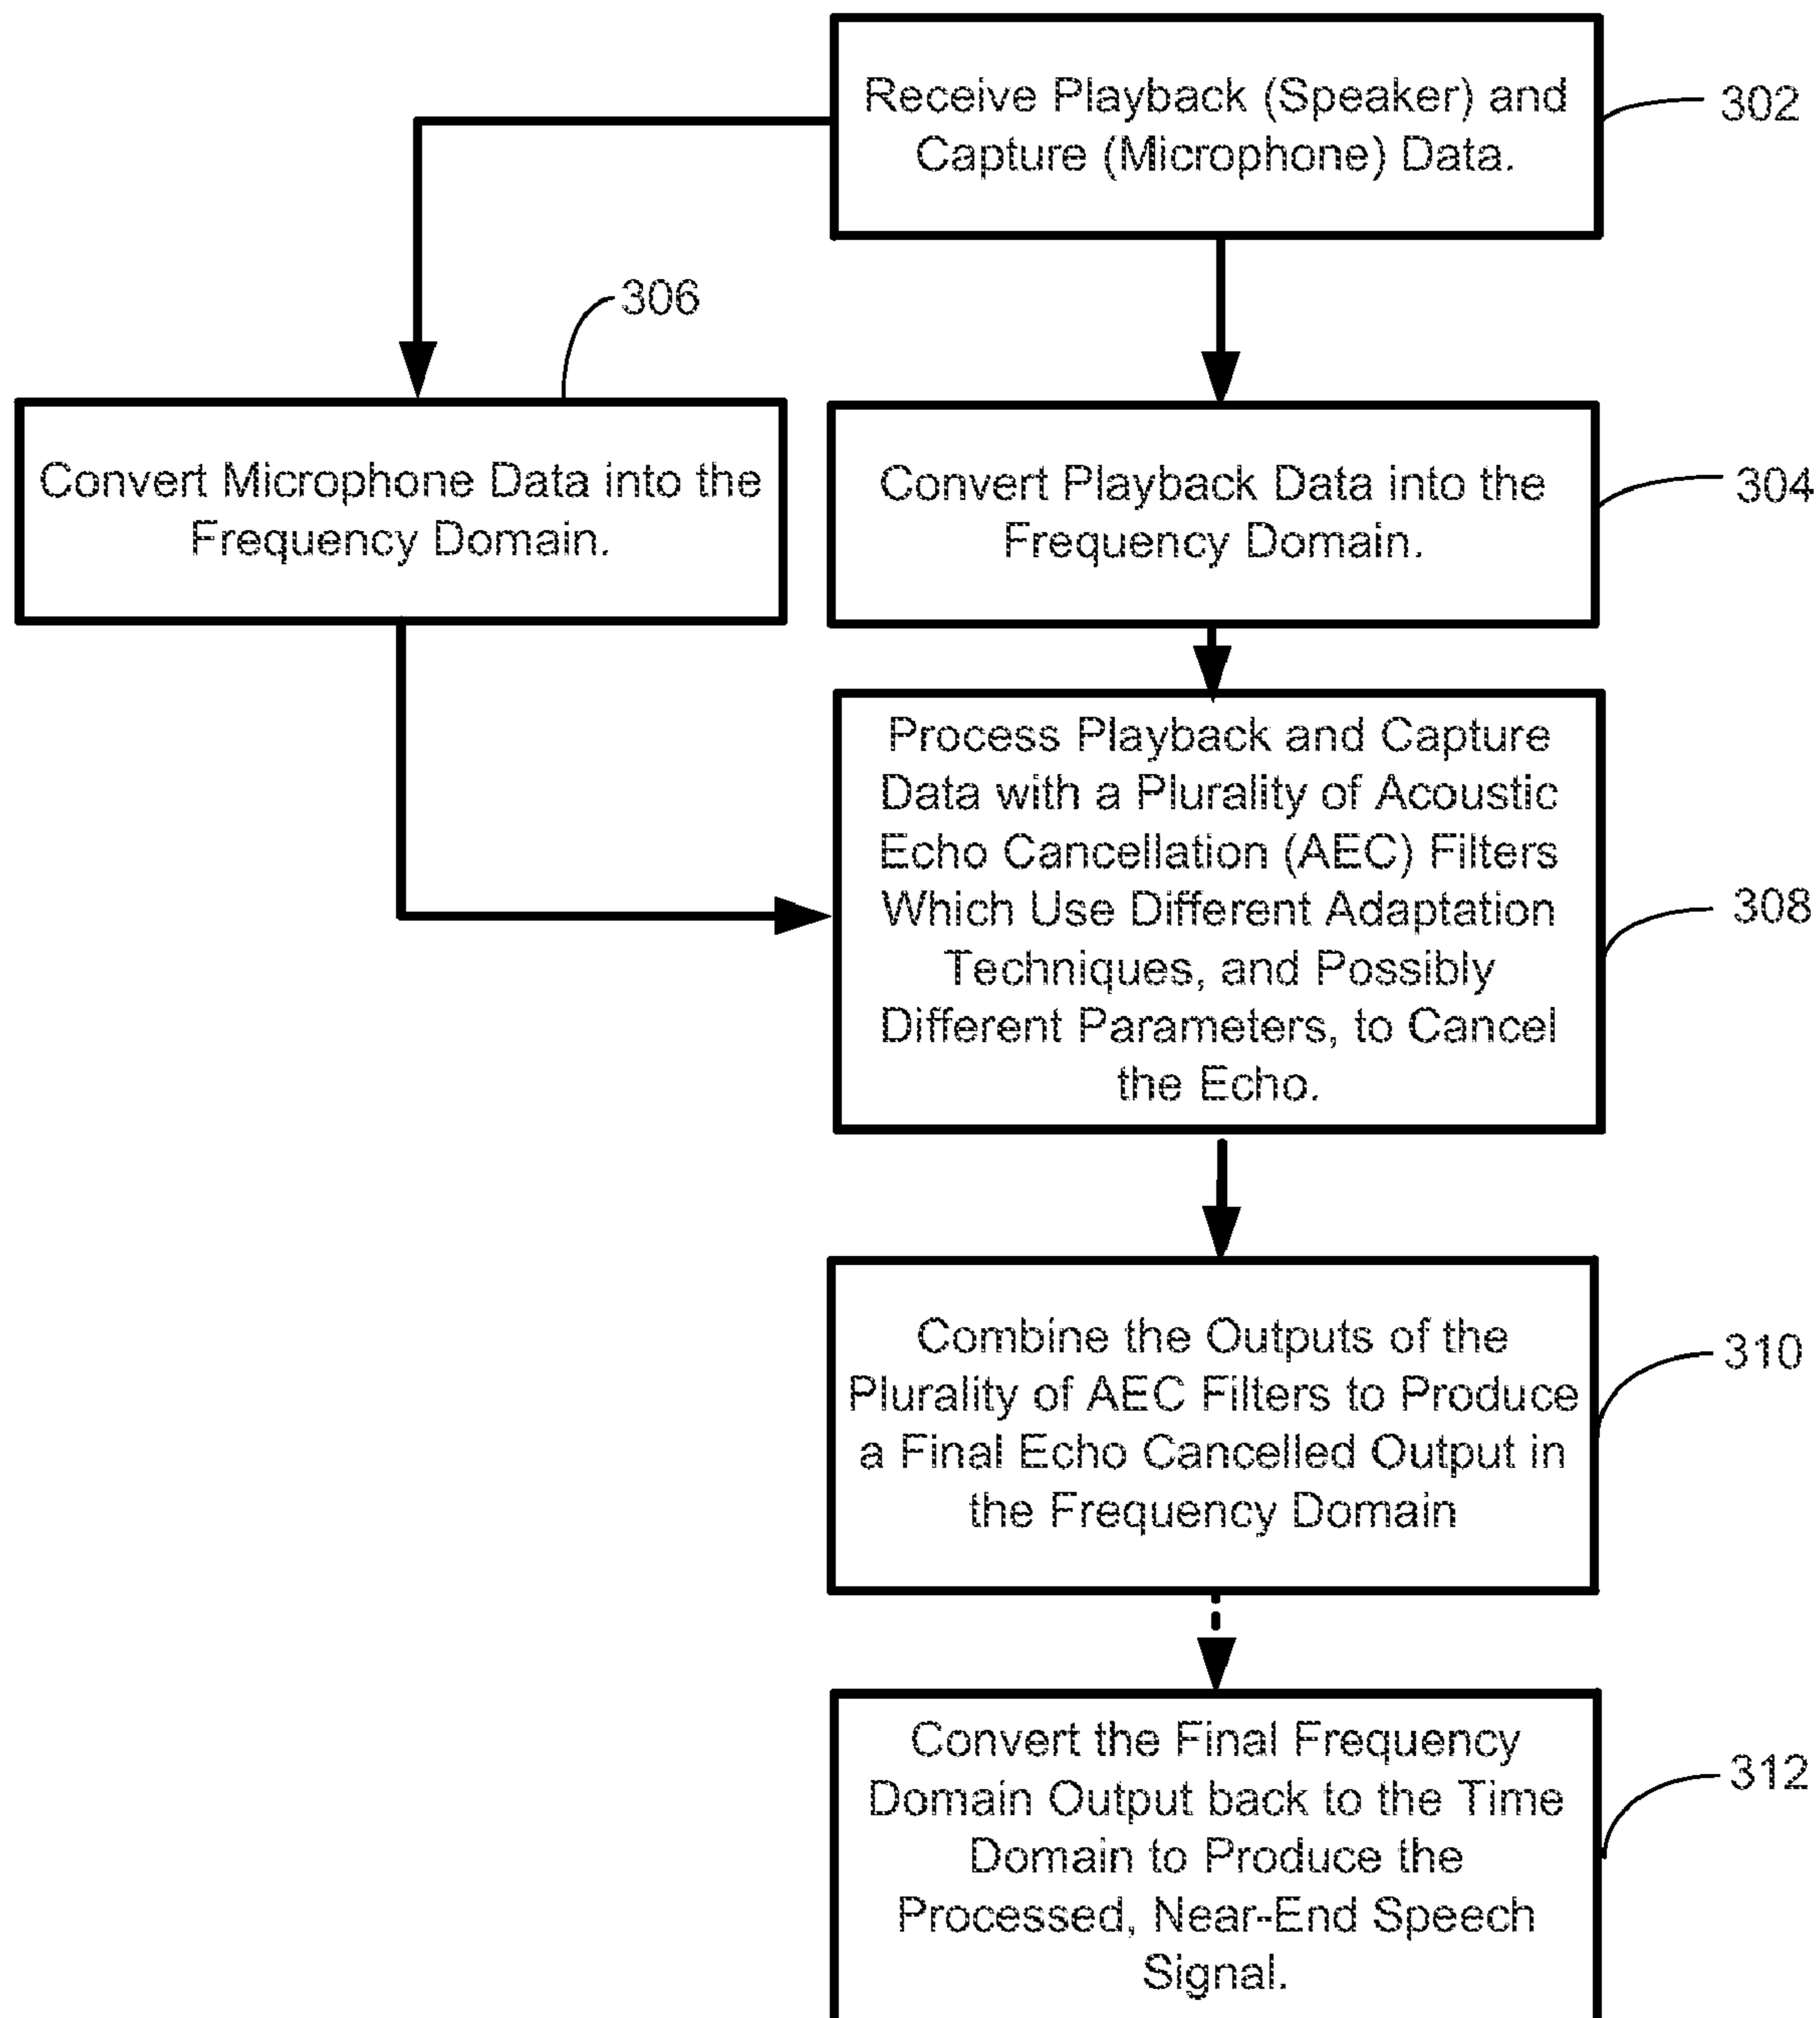 Receive Playback (Speaker) and
Capture (Microphone) Data.
302
306
Convert Microphone Data into the
Frequency Domain.
Convert Playback Data into the
Frequency Domain.
304
Process Playback and Capture
Data with a Plurality of Acoustic
Echo Cancellation (AEC) Filters
Which Use Different Adaptation
Techniques, and Possibly
Different Parameters, to Cancel
the Echo.
308
Combine the Outputs of the
Plurality of AEC Filters to Produce
a Final Echo Cancelled Output in
the Frequency Domain
310
Convert the Final Frequency
Domain Output back to the Time
Domain to Produce the
Processed, Near-End Speech
Signal.
312